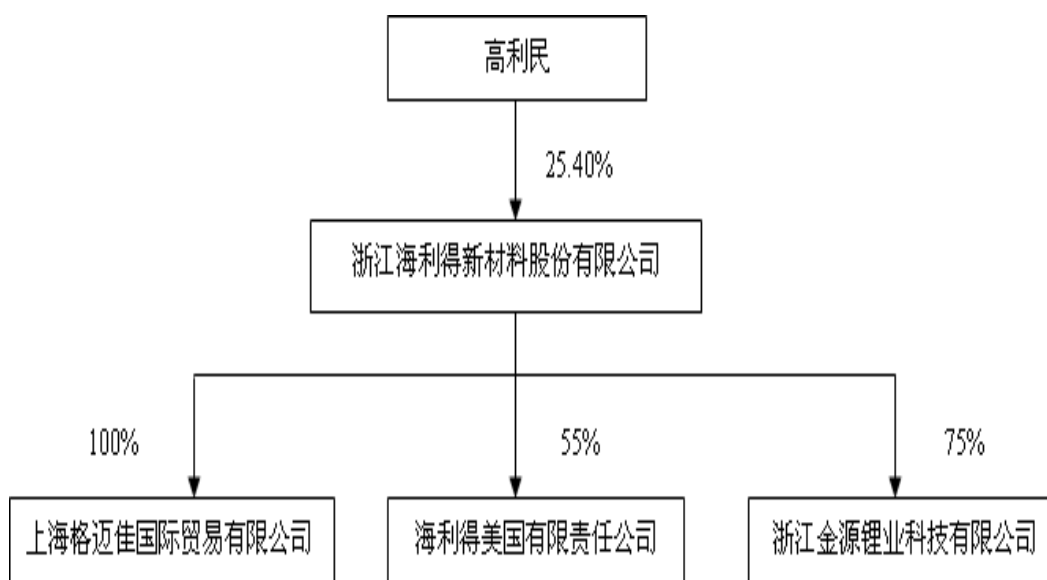 高利民
25.40%
浙江海利得新材料股份有限公司
100%
55%
75%
上海格迈佳国际贸易有限公司
海利得美国有限责任公司
浙江金源锂业科技有限公司